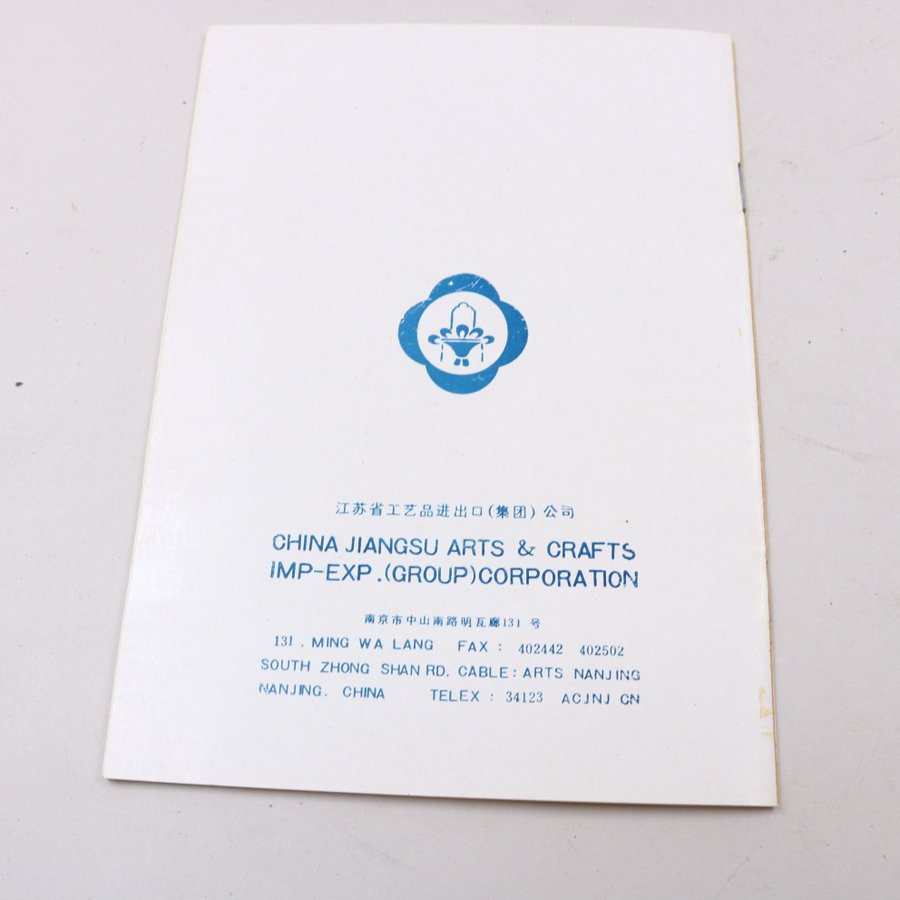 江苏省工艺品进出口(集团)公司
CHINA JIANGSU ARTS & CRAFTS
IMP-EXP.(GROUP)CORPORATION
南京市中山南路明瓦廊131号
131. MING WA LANG FAX: 402442 402502
SOUTH ZHONG SHAN RD. CABLE: ARTS NANJING
NANJING. CHINA TELEX: 34123 ACJNJ CN